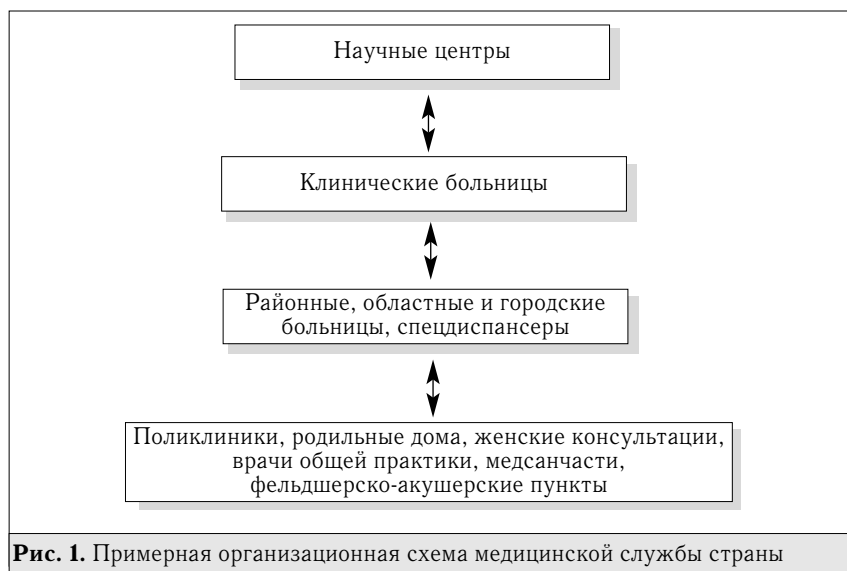 Научные центры
Клинические больницы
Районные, областные и городские
больницы, спецдиспансеры
Поликлиники, родильные дома, женские консультации,
врачи общей практики, медсанчасти,
фельдшерско-акушерские пункты
Рис. 1. Примерная организационная схема медицинской службы страны